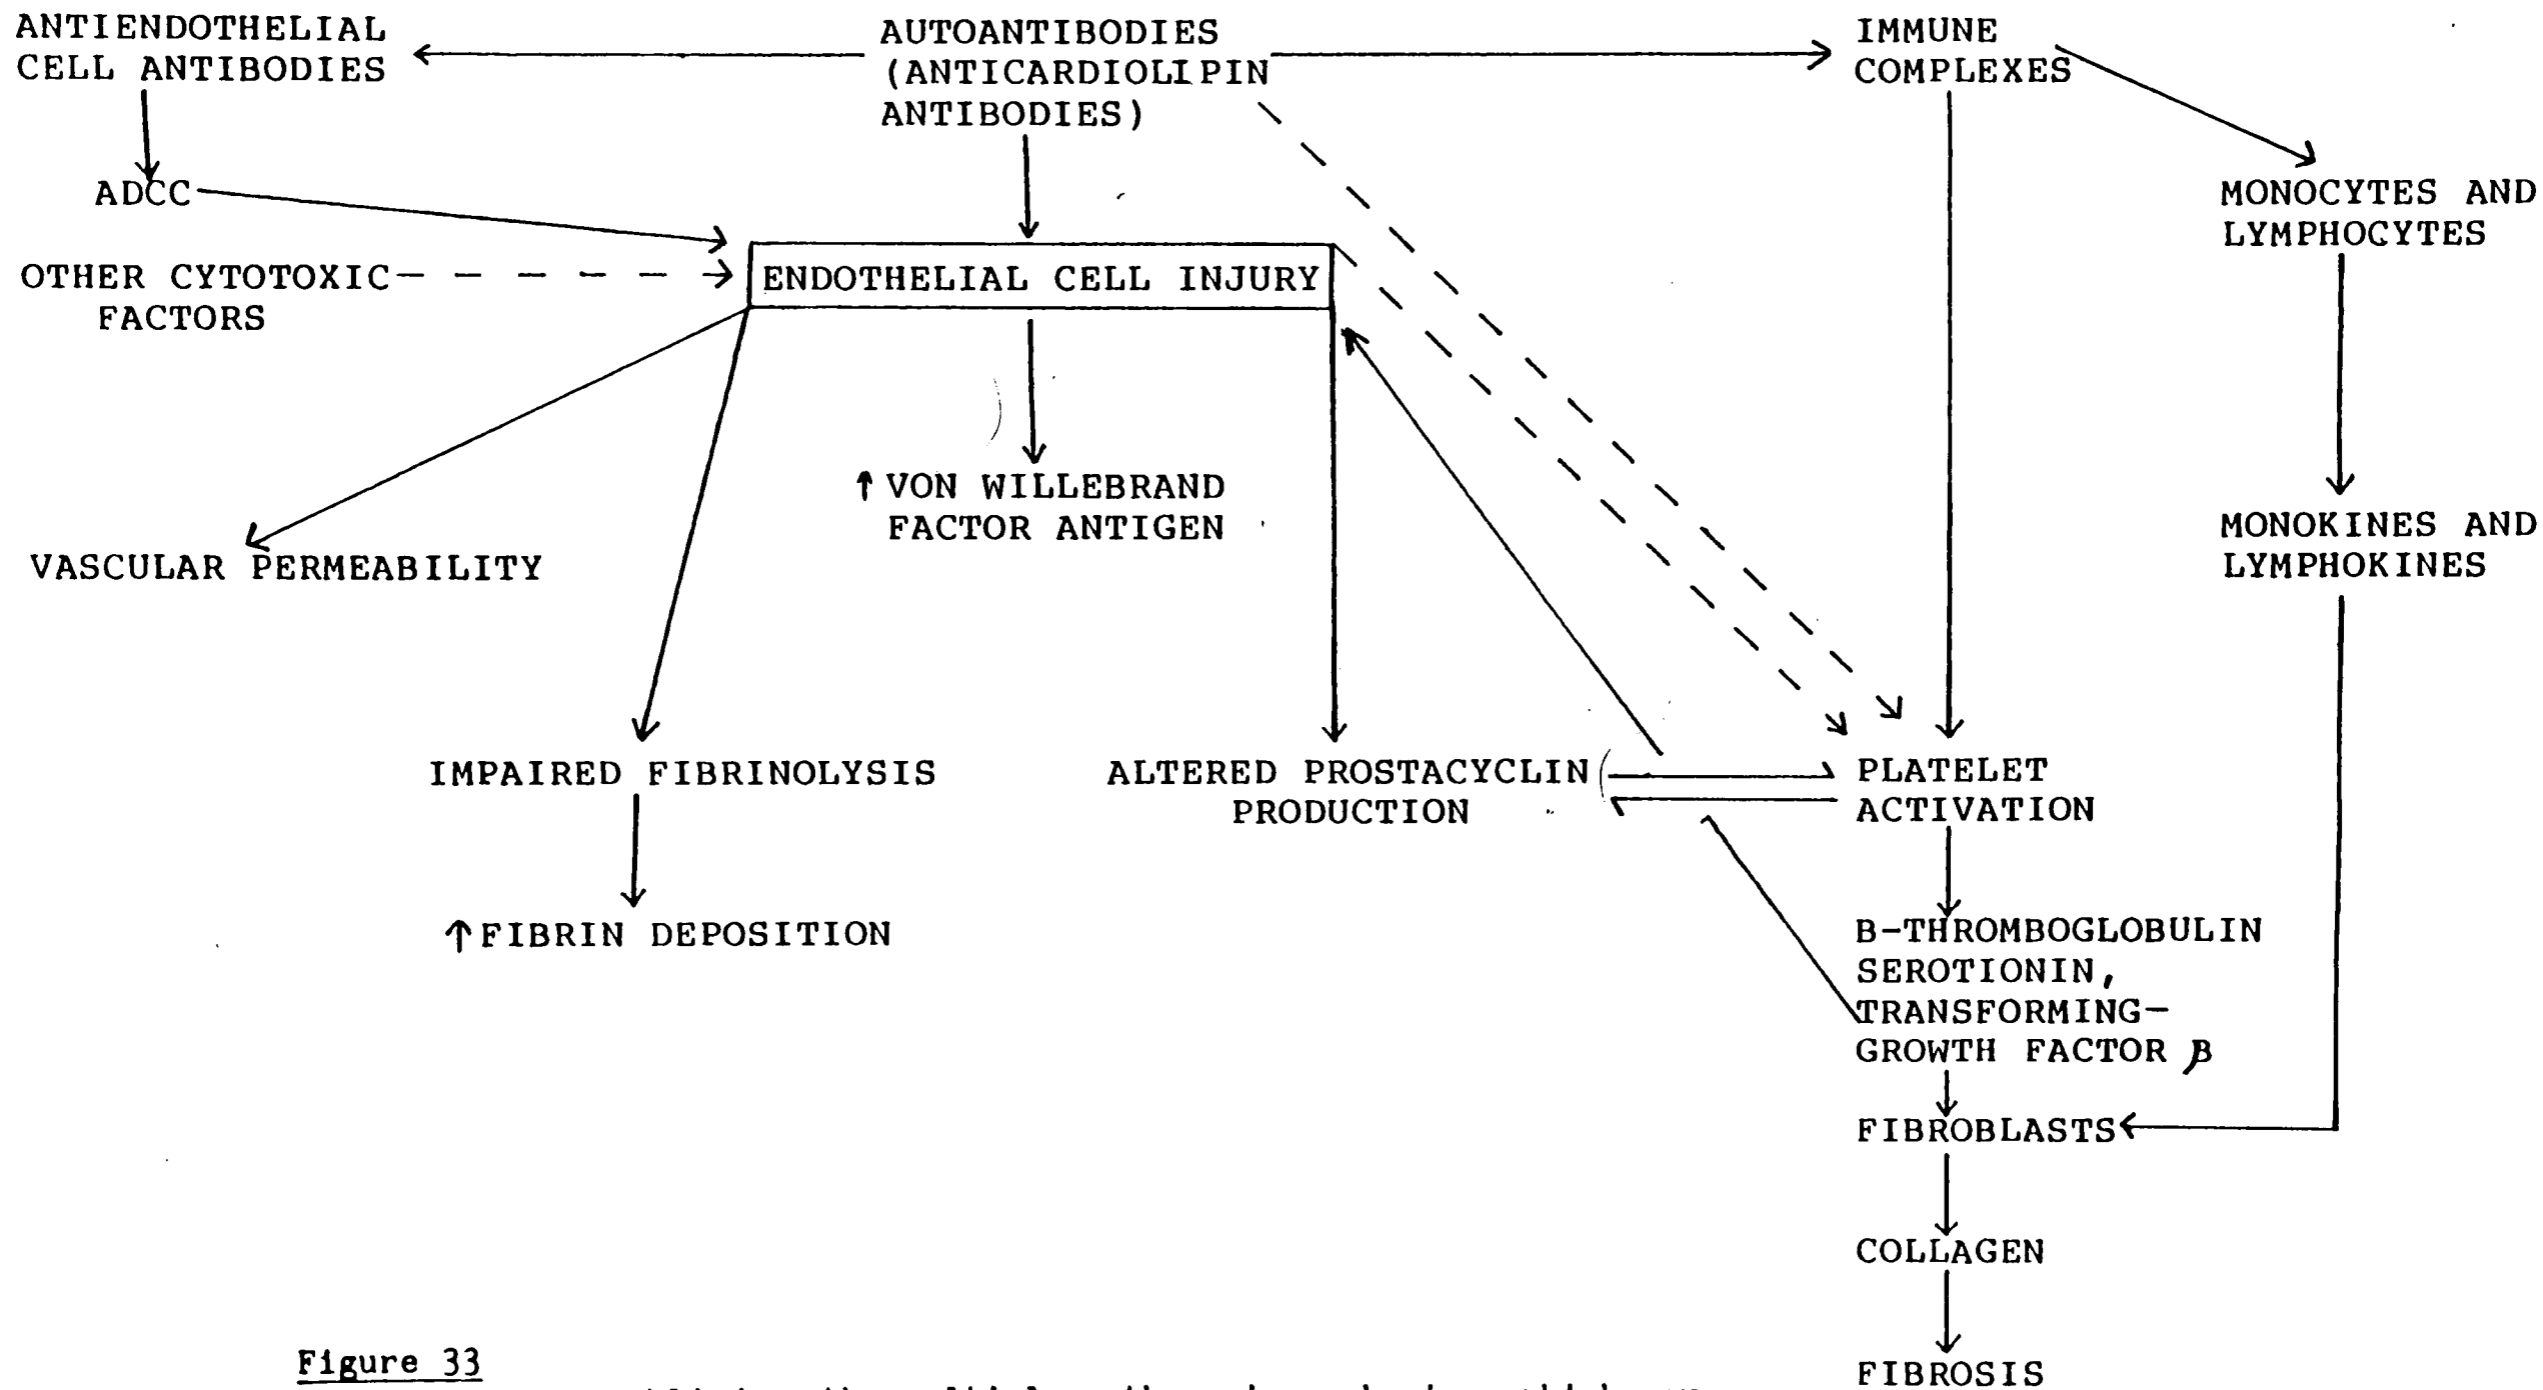 ANTIENDOTHELIAL
CELL ANTIBODIES
AUTOANTIBODIES
(ANTICARDIOLIPIN
ANTIBODIES)
IMMUNE
COMPLEXES
ADCC
MONOCYTES AND
LYMPHOCYTES
OTHER CYTOTOXIC
FACTORS
ENDOTHELIAL CELL INJURY
↑ VON WILLEBRAND
FACTOR ANTIGEN
MONOKINES AND
LYMPHOKINES
VASCULAR PERMEABILITY
IMPAIRED FIBRINOLYSIS
ALTERED PROSTACYCLIN
PRODUCTION
PLATELET
ACTIVATION
↑ FIBRIN DEPOSITION
B-THROMBOGLOBULIN
SEROTIONIN,
TRANSFORMING-
GROWTH FACTOR β
FIBROBLASTS
COLLAGEN
FIBROSIS
Figure 33